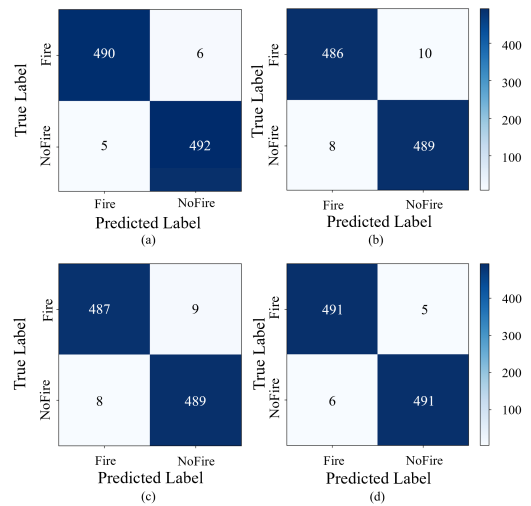 True Label
Fire
490
6
NoFire
5
492
Fire
NoFire
Predicted Label
(a)
True Label
Fire
486
10
NoFire
8
489
Fire
NoFire
Predicted Label
(b)
400
300
200
100
True Label
Fire
487
9
NoFire
8
489
Fire
NoFire
Predicted Label
(c)
True Label
Fire
491
5
NoFire
6
491
Fire
NoFire
Predicted Label
(d)
400
300
200
100